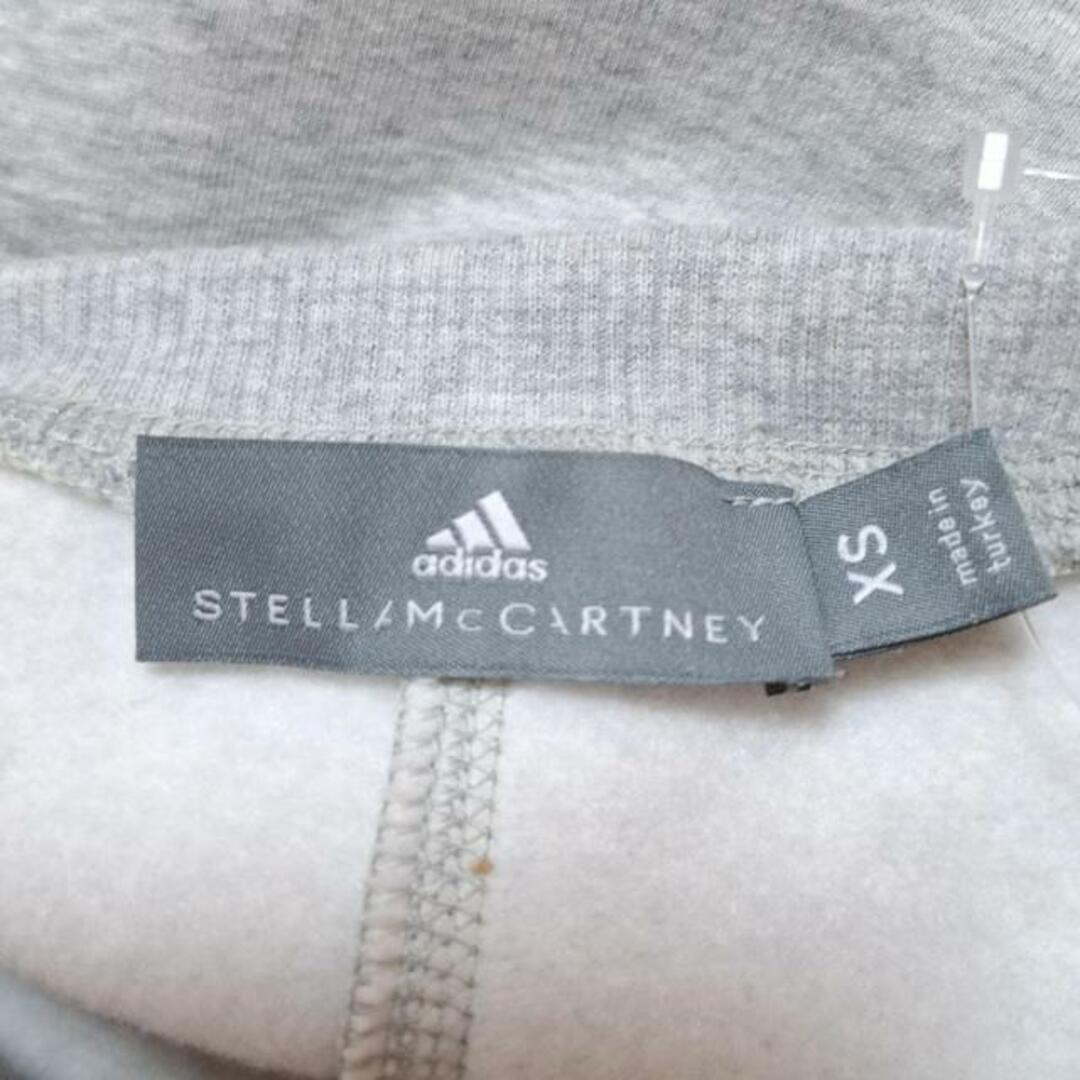 adidas
STELLAMcCARTNEY
XS
made in
turkey